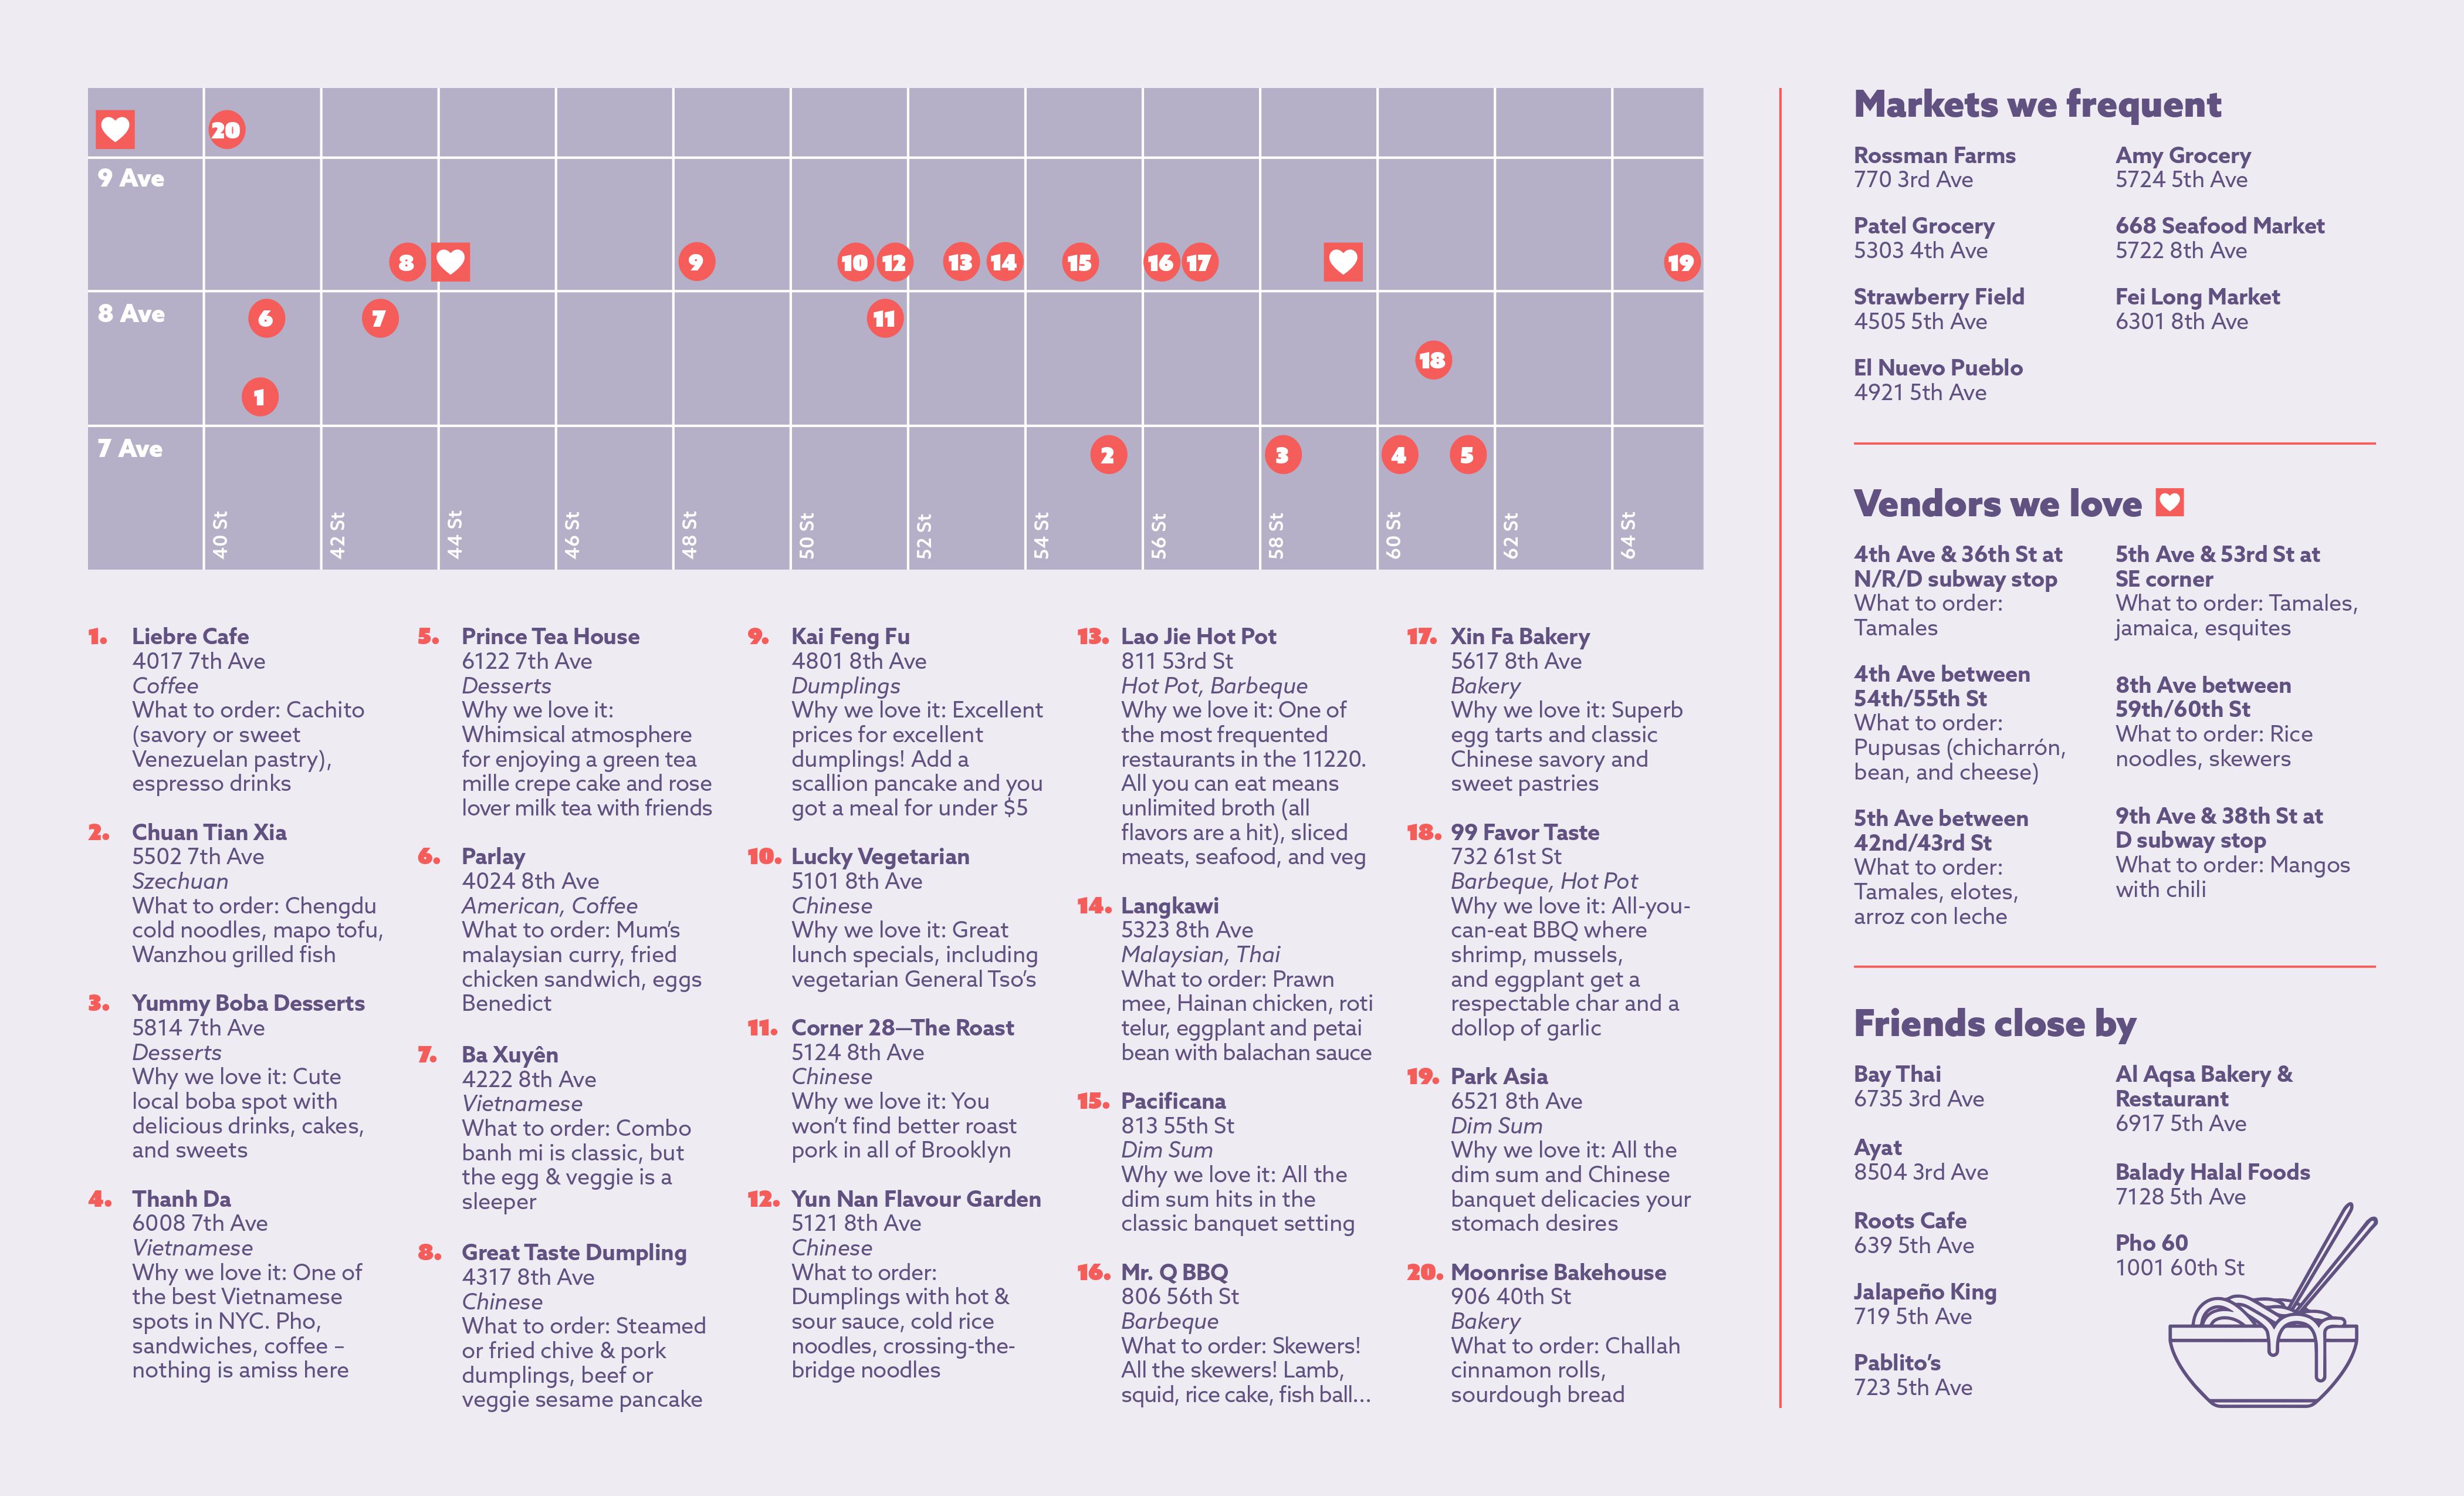 20
9 Ave
8
9
10
12
13
14
15
16
17
19
8 Ave
6
7
11
18
1
7 Ave
2
3
4
5
40 St
42 St
44 St
46 St
48 St
50 St
52 St
54 St
56 St
58 St
60 St
62 St
64 St
1. Liebre Cafe
4017 7th Ave
Coffee
What to order: Cachito
(savory or sweet
Venezuelan pastry),
espresso drinks
2. Chuan Tian Xia
5502 7th Ave
Szechuan
What to order: Chengdu
cold noodles, mapo tofu,
Wanzhou grilled fish
3. Yummy Boba Desserts
5814 7th Ave
Desserts
Why we love it: Cute
local boba spot with
delicious drinks, cakes,
and sweets
4. Thanh Da
6008 7th Ave
Vietnamese
Why we love it: One of
the best Vietnamese
spots in NYC. Pho,
sandwiches, coffee –
nothing is amiss here
5. Prince Tea House
6122 7th Ave
Desserts
Why we love it:
Whimsical atmosphere
for enjoying a green tea
mille crepe cake and rose
lover milk tea with friends
6. Parlay
4024 8th Ave
American, Coffee
What to order: Mum’s
malaysian curry, fried
chicken sandwich, eggs
Benedict
7. Ba Xuyên
4222 8th Ave
Vietnamese
What to order: Combo
banh mi is classic, but
the egg & veggie is a
sleeper
8. Great Taste Dumpling
4317 8th Ave
Chinese
What to order: Steamed
or fried chive & pork
dumplings, beef or
veggie sesame pancake
9. Kai Feng Fu
4801 8th Ave
Dumplings
Why we love it: Excellent
prices for excellent
dumplings! Add a
scallion pancake and you
got a meal for under $5
10. Lucky Vegetarian
5101 8th Ave
Chinese
Why we love it: Great
lunch specials, including
vegetarian General Tso’s
11. Corner 28—The Roast
5124 8th Ave
Chinese
Why we love it: You
won’t find better roast
pork in all of Brooklyn
12. Yun Nan Flavour Garden
5121 8th Ave
Chinese
What to order:
Dumplings with hot &
sour sauce, cold rice
noodles, crossing-the-
bridge noodles
13. Lao Jie Hot Pot
811 53rd St
Hot Pot, Barbeque
Why we love it: One of
the most frequented
restaurants in the 11220.
All you can eat means
unlimited broth (all
flavors are a hit), sliced
meats, seafood, and veg
14. Langkawi
5323 8th Ave
Malaysian, Thai
What to order: Prawn
mee, Hainan chicken, roti
telur, eggplant and petai
bean with balachan sauce
15. Pacificana
813 55th St
Dim Sum
Why we love it: All the
dim sum hits in the
classic banquet setting
16. Mr. Q BBQ
806 56th St
Barbeque
What to order: Skewers!
All the skewers! Lamb,
squid, rice cake, fish ball...
17. Xin Fa Bakery
5617 8th Ave
Bakery
Why we love it: Superb
egg tarts and classic
Chinese savory and
sweet pastries
18. 99 Favor Taste
732 61st St
Barbeque, Hot Pot
Why we love it: All-you-
can-eat BBQ where
shrimp, mussels,
and eggplant get a
respectable char and a
dollop of garlic
19. Park Asia
6521 8th Ave
Dim Sum
Why we love it: All the
dim sum and Chinese
banquet delicacies your
stomach desires
20. Moonrise Bakehouse
906 40th St
Bakery
What to order: Challah
cinnamon rolls,
sourdough bread
Markets we frequent
Rossman Farms
770 3rd Ave
Patel Grocery
5303 4th Ave
Strawberry Field
4505 5th Ave
El Nuevo Pueblo
4921 5th Ave
Amy Grocery
5724 5th Ave
668 Seafood Market
5722 8th Ave
Fei Long Market
6301 8th Ave
Vendors we love
4th Ave & 36th St at
N/R/D subway stop
What to order:
Tamales
4th Ave between
54th/55th St
What to order:
Pupusas (chicharrón,
bean, and cheese)
5th Ave between
42nd/43rd St
What to order:
Tamales, elotes,
arroz con leche
5th Ave & 53rd St at
SE corner
What to order: Tamales,
jamaica, esquites
8th Ave between
59th/60th St
What to order: Rice
noodles, skewers
9th Ave & 38th St at
D subway stop
What to order: Mangos
with chili
Friends close by
Bay Thai
6735 3rd Ave
Ayat
8504 3rd Ave
Roots Cafe
639 5th Ave
Jalapeño King
719 5th Ave
Pablito’s
723 5th Ave
Al Aqsa Bakery &
Restaurant
6917 5th Ave
Balady Halal Foods
7128 5th Ave
Pho 60
1001 60th St